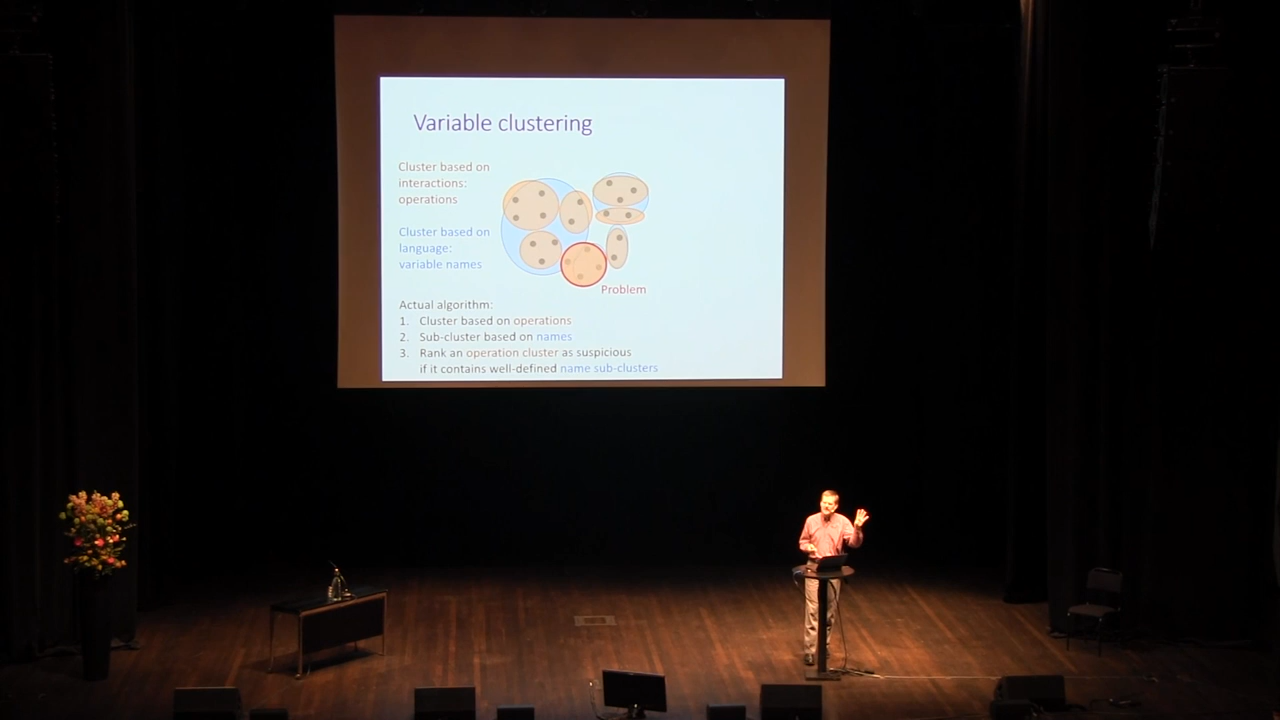 Variable clustering
Cluster based on
interactions:
operations
Cluster based on
language:
variable names
Problem
Actual algorithm:
1. Cluster based on operations
2. Sub-cluster based on names
3. Rank an operation cluster as suspicious
if it contains well-defined name sub-clusters